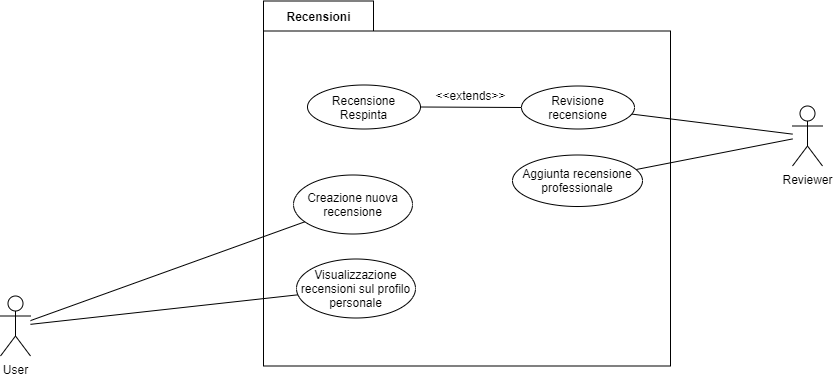 Recensioni
Recensione
Respinta
<<extends>>
Revisione
recensione
Aggiunta recensione
professionale
Reviewer
Creazione nuova
recensione
Visualizzazione
recensioni sul profilo
personale
User